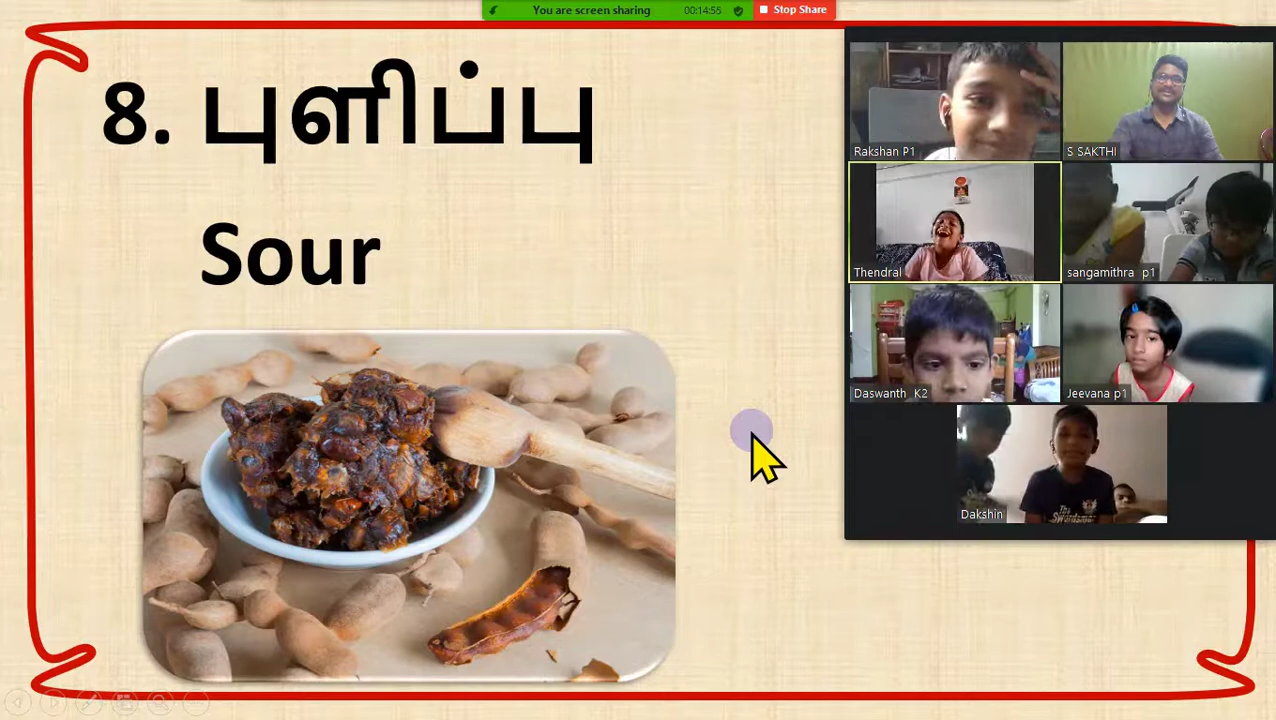 You are screen sharing 00:14:55 Stop Share
8. புளிப்பு
Sour
Rakshan P1
S SAKTHI
Thendral
sangamithra p1
Daswanth K2
Jeevana p1
Dakshin
The